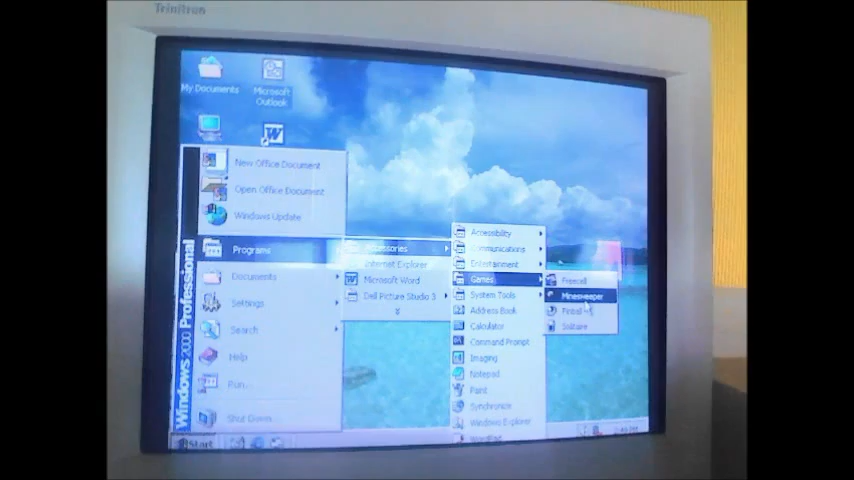 Trinitron
My Documents
Microsoft
Outlook
New Office Document
Open Office Document
Windows Update
Programs
Documents
Settings
Search
Help
Run...
Shut Down...
Windows 2000 Professional
Start
Accessories
Internet Explorer
Microsoft Word
Dell Picture Studio 3
Accessibility
Communications
Entertainment
Games
System Tools
Address Book
Calculator
Command Prompt
Imaging
Notepad
Paint
Synchronize
Windows Explorer
WordPad
Freecell
Minesweeper
Pinball
Solitaire